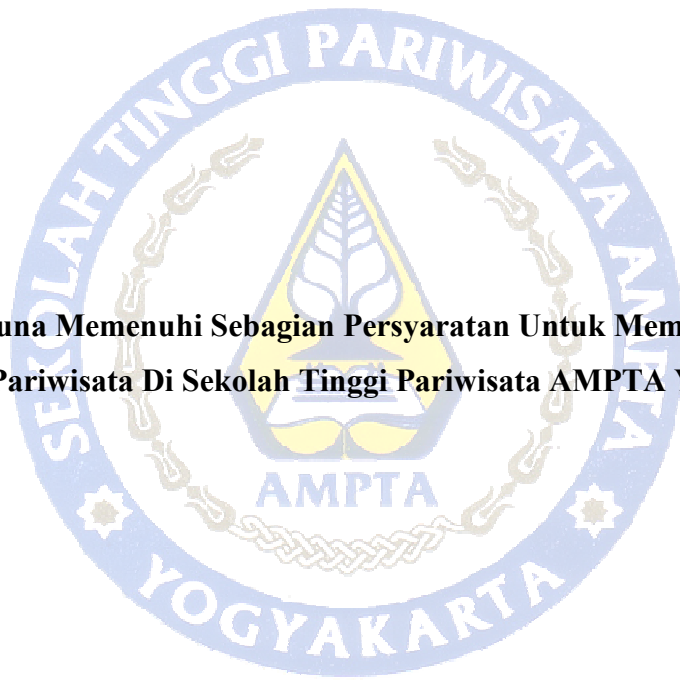 SEKOLAH TINGGI PARIWISATA AMPTA
una Memenuhi Sebagian Persyaratan Untuk Mem
Pariwisata Di Sekolah Tinggi Pariwisata AMPTA Y
AMPTA
YOGYAKARTA